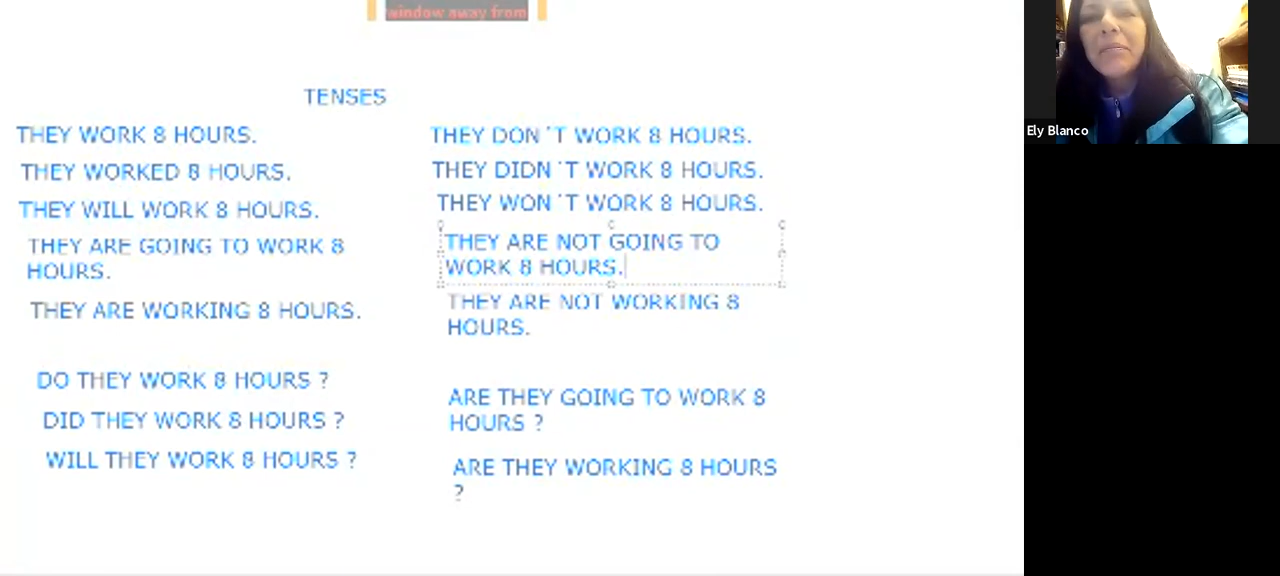 window away from
TENSES
THEY WORK 8 HOURS.
THEY WORKED 8 HOURS.
THEY WILL WORK 8 HOURS.
THEY ARE GOING TO WORK 8
HOURS.
THEY ARE WORKING 8 HOURS.
THEY DON´T WORK 8 HOURS.
THEY DIDN´T WORK 8 HOURS.
THEY WON´T WORK 8 HOURS.
THEY ARE NOT GOING TO
WORK 8 HOURS.
THEY ARE NOT WORKING 8
HOURS.
DO THEY WORK 8 HOURS ?
DID THEY WORK 8 HOURS ?
WILL THEY WORK 8 HOURS ?
ARE THEY GOING TO WORK 8
HOURS ?
ARE THEY WORKING 8 HOURS
?
Ely Blanco